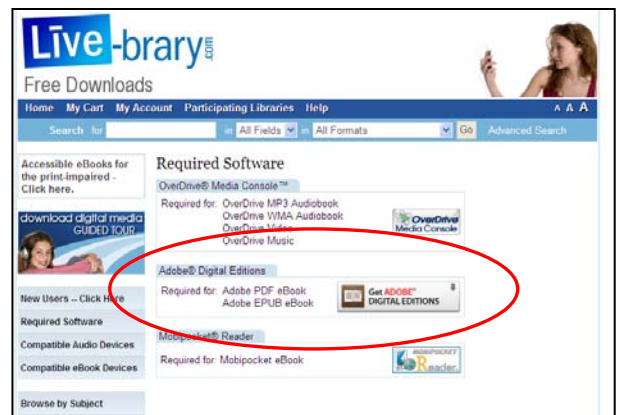 Līve-brary.com
Free Downloads
Home My Cart My Account Participating Libraries Help A A A
Search for in All Fields in All Formats Go Advanced Search
Accessible eBooks for
the print-impaired -
Click here.
download digital media
GUIDED TOUR
New Users -- Click Here
Required Software
Compatible Audio Devices
Compatible eBook Devices
Browse by Subject
Required Software
OverDrive® Media Console™
Required for: OverDrive MP3 Audiobook
OverDrive WMA Audiobook
OverDrive Video
OverDrive Music
OverDrive
Media Console
Adobe® Digital Editions
Required for: Adobe PDF eBook
Adobe EPUB eBook
Get ADOBE®
DIGITAL EDITIONS
Mobipocket® Reader
Required for: Mobipocket eBook
MOBIPOCKET
Reader